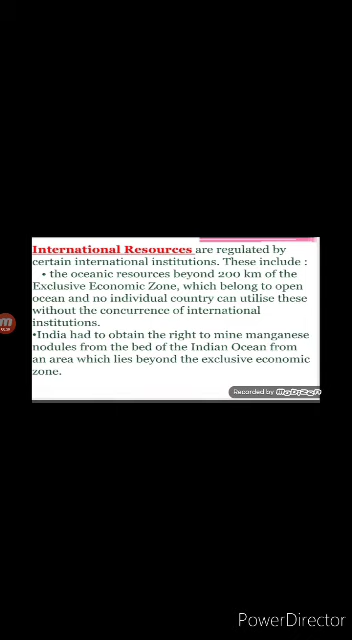 International Resources are regulated by
certain international institutions. These include :
• the oceanic resources beyond 200 km of the
Exclusive Economic Zone, which belong to open
ocean and no individual country can utilise these
without the concurrence of international
institutions.
•India had to obtain the right to mine manganese
nodules from the bed of the Indian Ocean from
an area which lies beyond the exclusive economic
zone.
Recorded by
PowerDirector